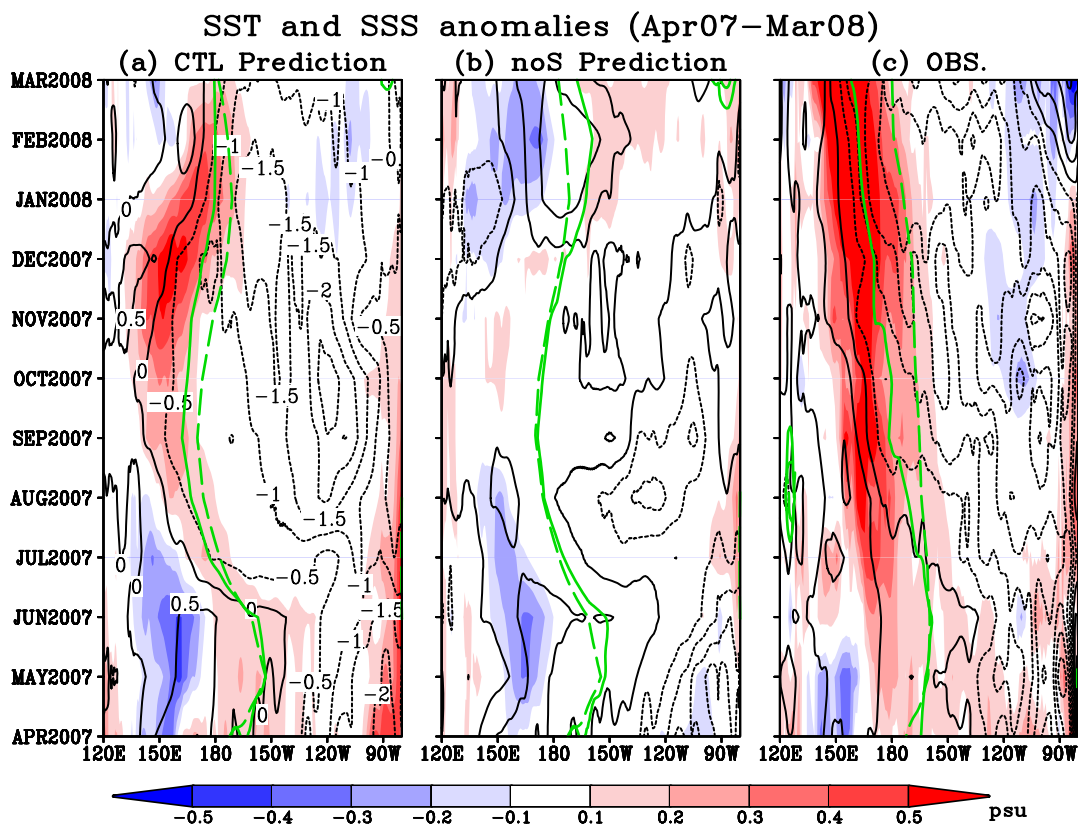 SST and SSS anomalies (Apr07-Mar08)
(a) CTL Prediction (b) noS Prediction (c) OBS.
MAR2008
FEB2008
JAN2008
DEC2007
NOV2007
OCT2007
SEP2007
AUG2007
JUL2007
JUN2007
MAY2007
APR2007
-1
-1
-1.5
-1
-0.
0
-1.5
-1.5
-2
0.5
-0.5
0
-0.5
-1.5
-1
-1.5
0
-0.5
0
-1
0.5
0
-1.5
-1
-0.5
-2
0
120E 150E 180 150W 120W 90W
120E 150E 180 150W 120W 90W
120E 150E 180 150W 120W 90W
-0.5 -0.4 -0.3 -0.2 -0.1 0.1 0.2 0.3 0.4 0.5 psu